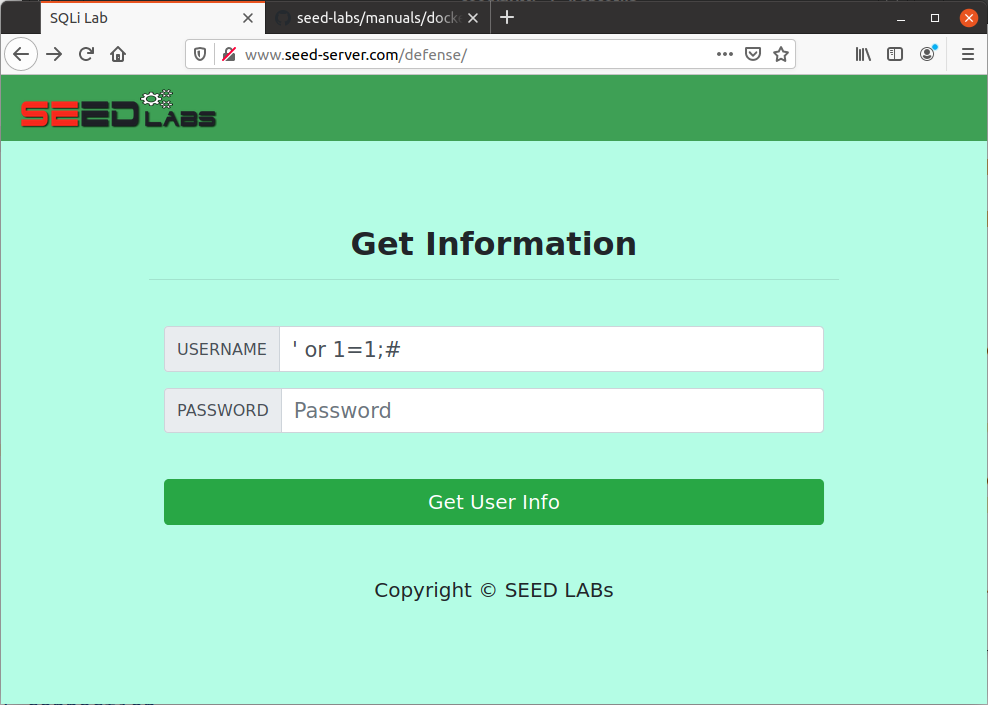 SQLi Lab
seed-labs/manuals/docke
www.seed-server.com/defense/
SEED LABS
Get Information
USERNAME ' or 1=1;#
PASSWORD Password
Get User Info
Copyright © SEED LABs